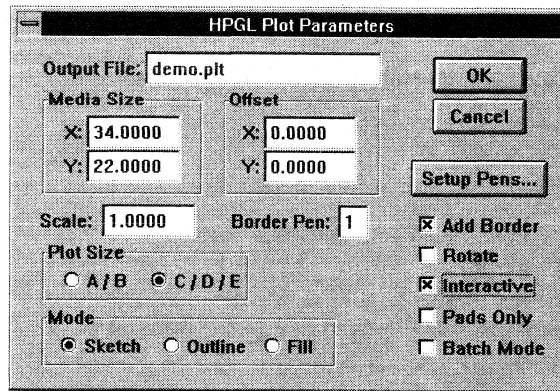 HPGL Plot Parameters
Output File: demo.plt
OK
Cancel
Media Size
X: 34.0000
Y: 22.0000
Offset
X: 0.0000
Y: 0.0000
Setup Pens...
Scale: 1.0000
Border Pen: 1
Add Border
Rotate
Interactive
Pads Only
Batch Mode
Plot Size
A / B
C / D / E
Mode
Sketch
Outline
Fill